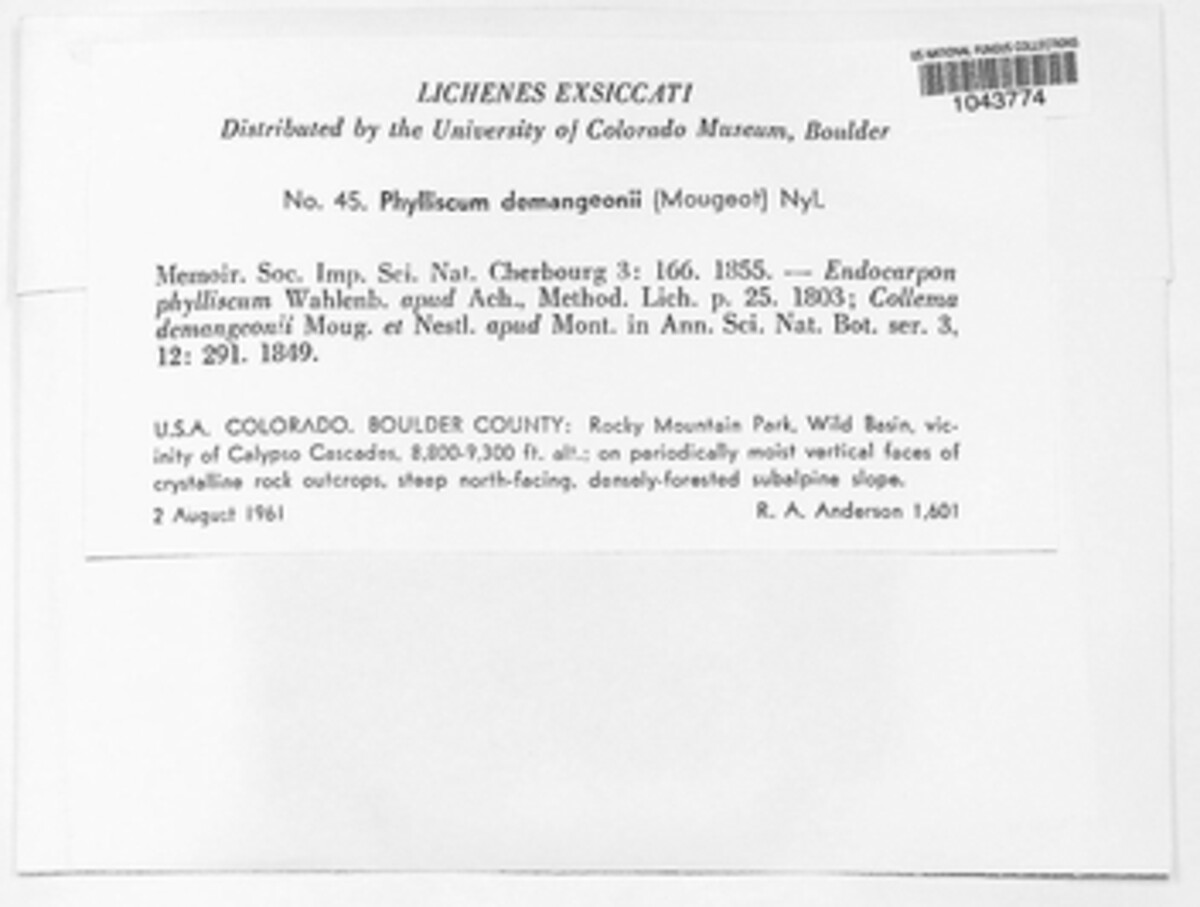 US NATIONAL FUNGUS COLLECTIONS
1043774
LICHENES EXSICCATI
Distributed by the University of Colorado Museum, Boulder
No. 45. Phylliscum demangeonii (Mougeot) Nyl.
Memoir. Soc. Imp. Sci. Nat. Cherbourg 3: 166. 1855. — Endocarpon
phylliscum Wahlenb. apud Ach., Method. Lich. p. 25. 1803; Collema
demangeonii Moug. et Nestl. apud Mont. in Ann. Sci. Nat. Bot. ser. 3,
12: 291. 1849.
U.S.A. COLORADO. BOULDER COUNTY: Rocky Mountain Park, Wild Basin, vic-
inity of Calypso Cascades, 8,800-9,300 ft. alt.; on periodically moist vertical faces of
crystalline rock outcrops, steep north-facing, densely-forested subalpine slope.
2 August 1961 R. A. Anderson 1,601